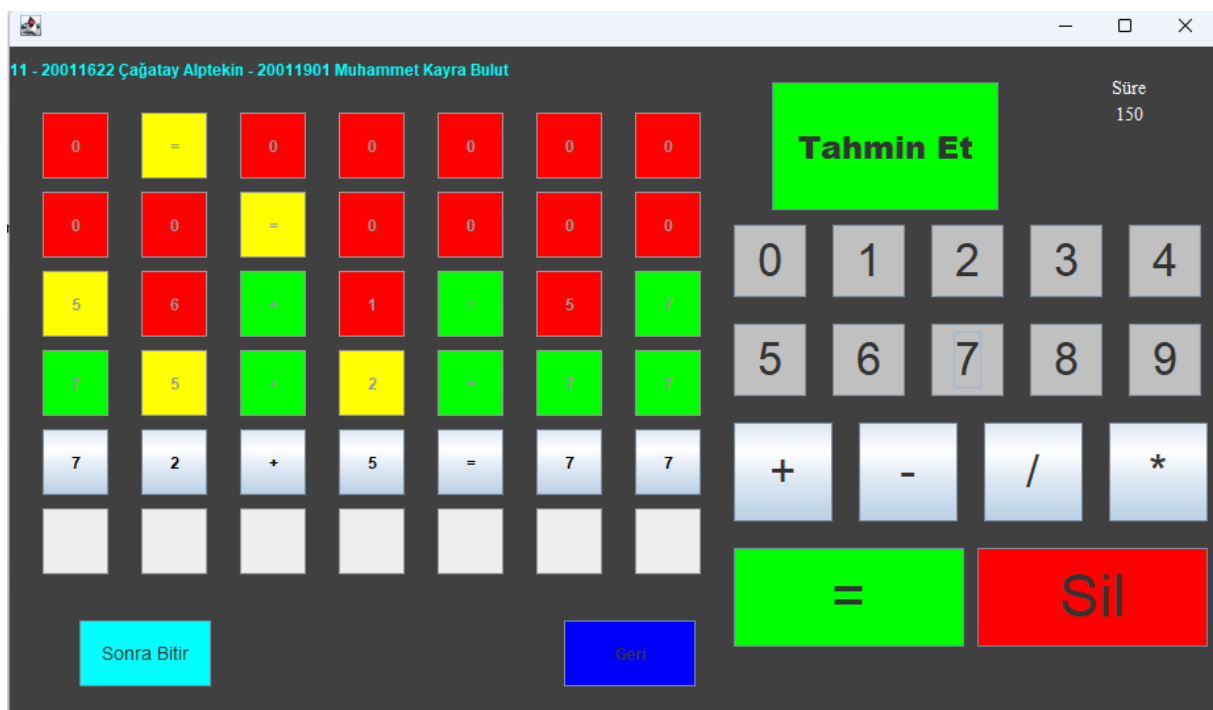 11 - 20011622 Çağatay Alptekin - 20011901 Muhammet Kayra Bulut
Süre
150
Tahmin Et
0 = 0 0 0 0 0
0 0 = 0 0 0 0
5 6 + 1 = 5 7
7 5 + 2 = 7 7
7 2 + 5 = 7 7
0 1 2 3 4
5 6 7 8 9
+ - / *
= Sil
Sonra Bitir
Geri